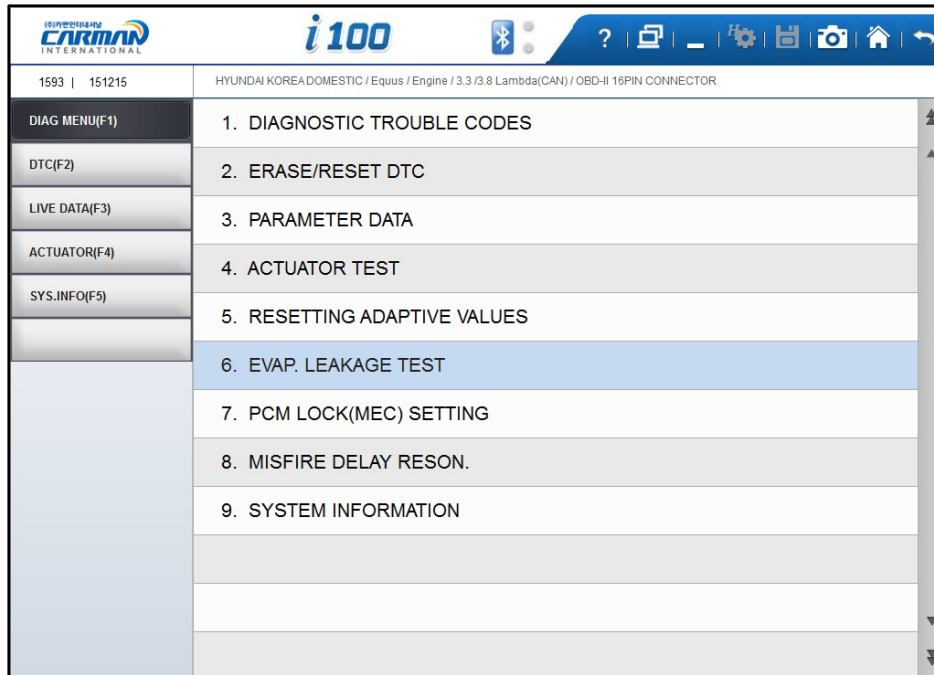 (주)카맨인터내셔날
CARMAN
INTERNATIONAL
i100
?
1593 | 151215
HYUNDAI KOREA DOMESTIC / Equus / Engine / 3.3 /3.8 Lambda(CAN) / OBD-II 16PIN CONNECTOR
DIAG MENU(F1)
DTC(F2)
LIVE DATA(F3)
ACTUATOR(F4)
SYS.INFO(F5)
1. DIAGNOSTIC TROUBLE CODES
2. ERASE/RESET DTC
3. PARAMETER DATA
4. ACTUATOR TEST
5. RESETTING ADAPTIVE VALUES
6. EVAP. LEAKAGE TEST
7. PCM LOCK(MEC) SETTING
8. MISFIRE DELAY RESON.
9. SYSTEM INFORMATION